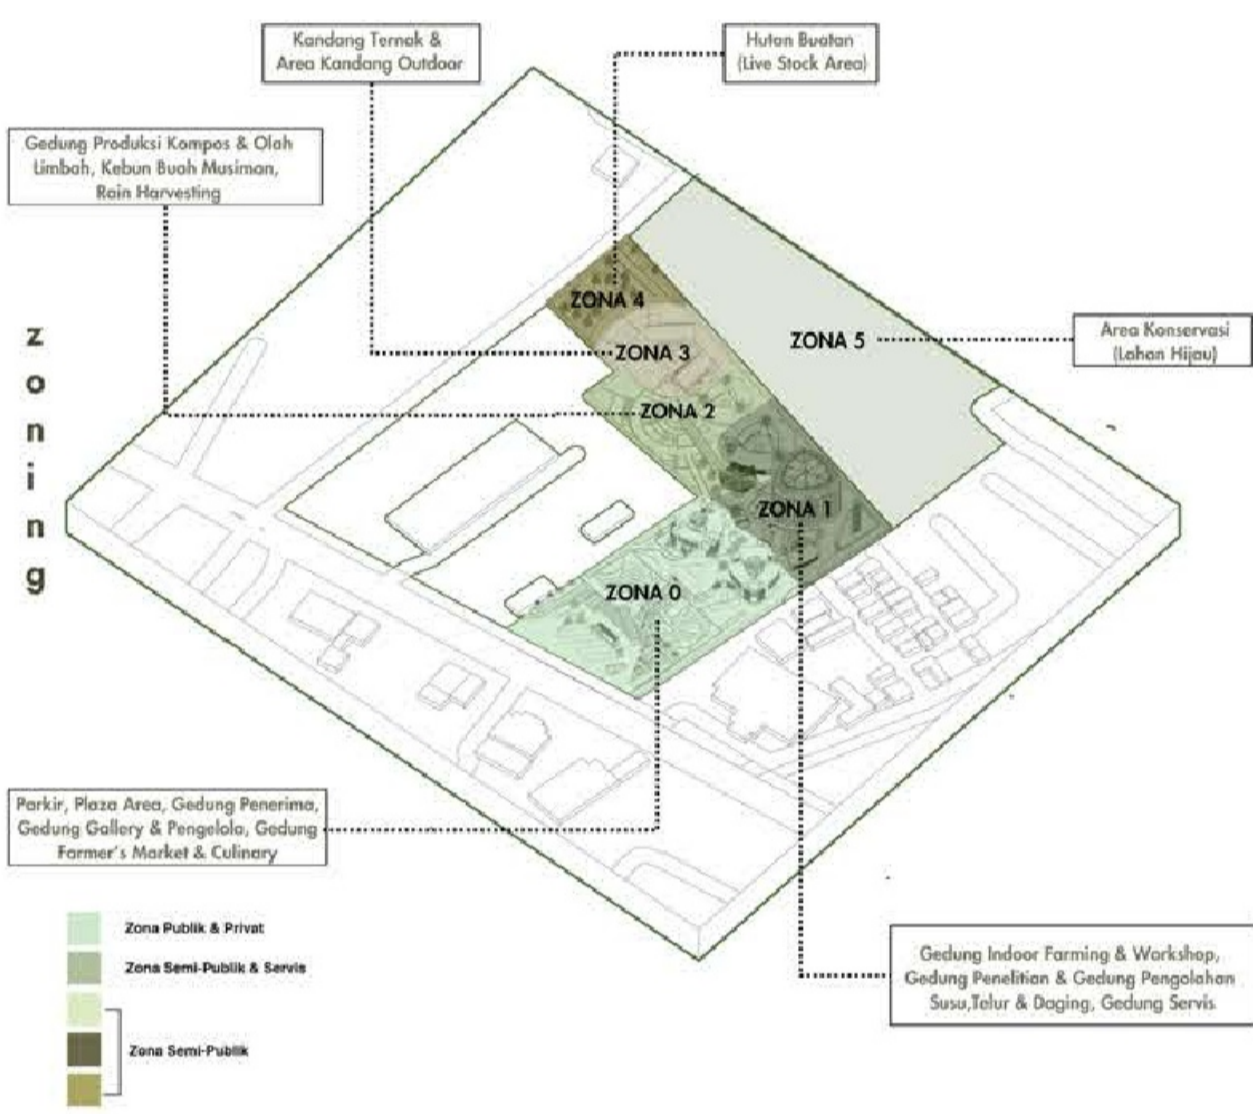 Kandang Ternak &
Area Kandang Outdoor
Hutan Buatan
(Live Stock Area)
Gedung Produksi Kompos & Olah
Limbah, Kebun Buah Musiman,
Rain Harvesting
zoning
ZONA 4
ZONA 3
ZONA 5
Area Konservasi
(Lahan Hijau)
ZONA 2
ZONA 1
ZONA 0
Parkir, Plaza Area, Gedung Penerima,
Gedung Gallery & Pengelola, Gedung
Farmer's Market & Culinary
Zona Publik & Privat
Zona Semi-Publik & Servis
Zona Semi-Publik
Gedung Indoor Farming & Workshop,
Gedung Penelitian & Gedung Pengolahan
Susu,Telur & Daging, Gedung Servis